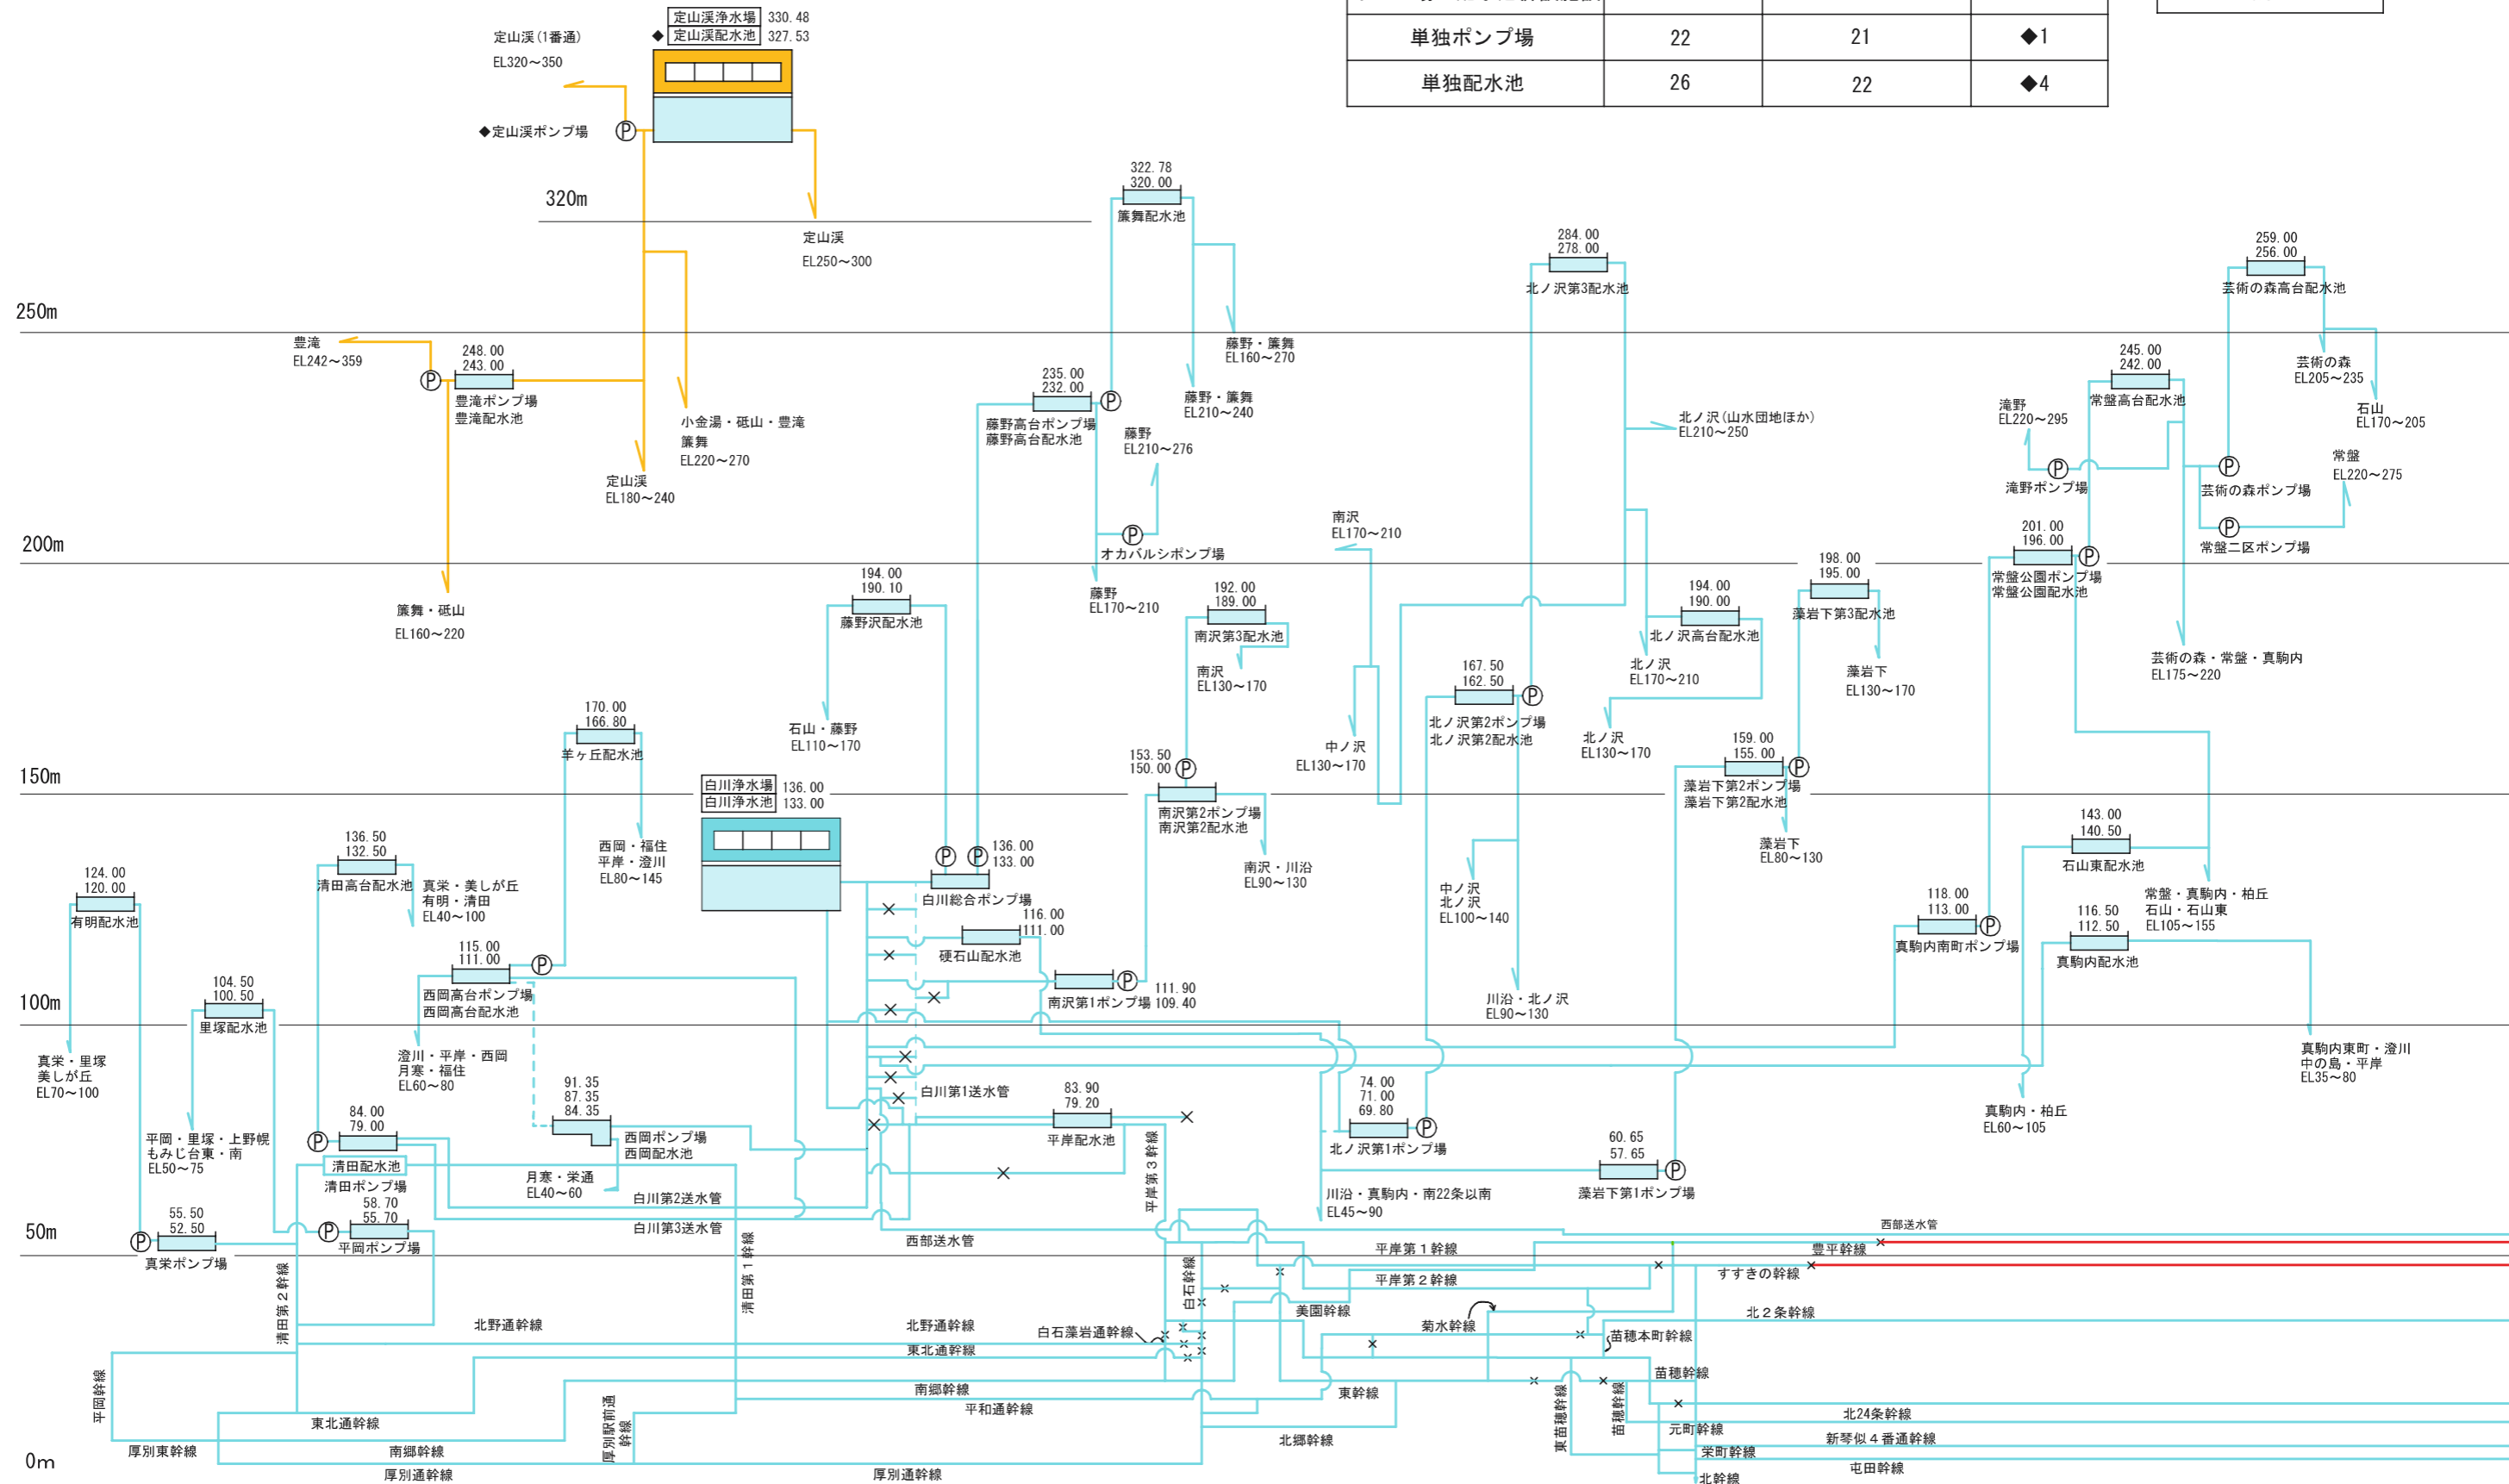 単独ポンプ場 22 21 ◆1
単独配水池 26 22 ◆4
定山渓浄水場 330.48
◆ 定山渓配水池 327.53
定山渓(1番通)
EL320～350
◆定山渓ポンプ場
320m
定山渓
EL250～300
322.78
320.00
簾舞配水池
284.00
278.00
北ノ沢第3配水池
259.00
256.00
芸術の森高台配水池
250m
豊滝
EL242～359
248.00
243.00
豊滝ポンプ場
豊滝配水池
小金湯・砥山・豊滝
簾舞
EL220～270
定山渓
EL180～240
235.00
232.00
藤野高台ポンプ場
藤野高台配水池
藤野・簾舞
EL160～270
藤野・簾舞
EL210～240
藤野
EL210～276
北ノ沢(山水団地ほか)
EL210～250
245.00
242.00
常盤高台配水池
芸術の森
EL205～235
石山
EL170～205
滝野
EL220～295
滝野ポンプ場
常盤
EL220～275
芸術の森ポンプ場
常盤二区ポンプ場
200m
簾舞・砥山
EL160～220
オカバルシポンプ場
藤野
EL170～210
南沢
EL170～210
194.00
190.10
藤野沢配水池
192.00
189.00
南沢第3配水池
南沢
EL130～170
194.00
190.00
北ノ沢高台配水池
北ノ沢
EL170～210
198.00
195.00
藻岩下第3配水池
藻岩下
EL130～170
201.00
196.00
常盤公園ポンプ場
常盤公園配水池
芸術の森・常盤・真駒内
EL175～220
石山・藤野
EL110～170
中ノ沢
EL130～170
167.50
162.50
北ノ沢第2ポンプ場
北ノ沢第2配水池
北ノ沢
EL130～170
170.00
166.80
羊ヶ丘配水池
150m
白川浄水場 136.00
白川浄水池 133.00
153.50
150.00
南沢第2ポンプ場
南沢第2配水池
159.00
155.00
藻岩下第2ポンプ場
藻岩下第2配水池
藻岩下
EL80～130
西岡・福住
平岸・澄川
EL80～145
136.50
132.50
清田高台配水池
真栄・美しが丘
有明・清田
EL40～100
124.00
120.00
有明配水池
136.00
133.00
白川総合ポンプ場
南沢・川沿
EL90～130
中ノ沢
北ノ沢
EL100～140
143.00
140.50
石山東配水池
常盤・真駒内・柏丘
石山・石山東
EL105～155
118.00
113.00
真駒内南町ポンプ場
116.50
112.50
真駒内配水池
115.00
111.00
西岡高台ポンプ場
西岡高台配水池
116.00
111.00
硬石山配水池
南沢第1ポンプ場
111.90
109.40
川沿・北ノ沢
EL90～130
100m
104.50
100.50
里塚配水池
真栄・里塚
美しが丘
EL70～100
澄川・平岸・西岡
月寒・福住
EL60～80
真駒内東町・澄川
中の島・平岸
EL35～80
91.35
87.35
84.35
西岡ポンプ場
西岡配水池
白川第1送水管
83.90
79.20
平岸配水池
74.00
71.00
69.80
北ノ沢第1ポンプ場
真駒内・柏丘
EL60～105
平岡・里塚・上野幌
もみじ台東・南
EL50～75
84.00
79.00
清田配水池
清田ポンプ場
月寒・栄通
EL40～60
60.65
57.65
藻岩下第1ポンプ場
川沿・真駒内・南22条以南
EL45～90
白川第2送水管
白川第3送水管
西部送水管
平岸第3幹線
58.70
55.70
平岡ポンプ場
55.50
52.50
真栄ポンプ場
50m
西部送水管
平岸第1幹線
豊平幹線
すすきの幹線
平岸第2幹線
白石幹線
清田第2幹線
清田第1幹線
美園幹線
北2条幹線
北野通幹線
北野通幹線
白石藻岩通幹線
菊水幹線
苗穂本町幹線
東北通幹線
苗穂幹線
平岡幹線
南郷幹線
東幹線
平和通幹線
東北通幹線
厚別駅前通
幹線
東苗穂幹線
苗穂幹線
元町幹線
北24条幹線
北郷幹線
新琴似4番通幹線
栄町幹線
厚別東幹線
南郷幹線
0m
厚別通幹線
厚別通幹線
屯田幹線
北幹線